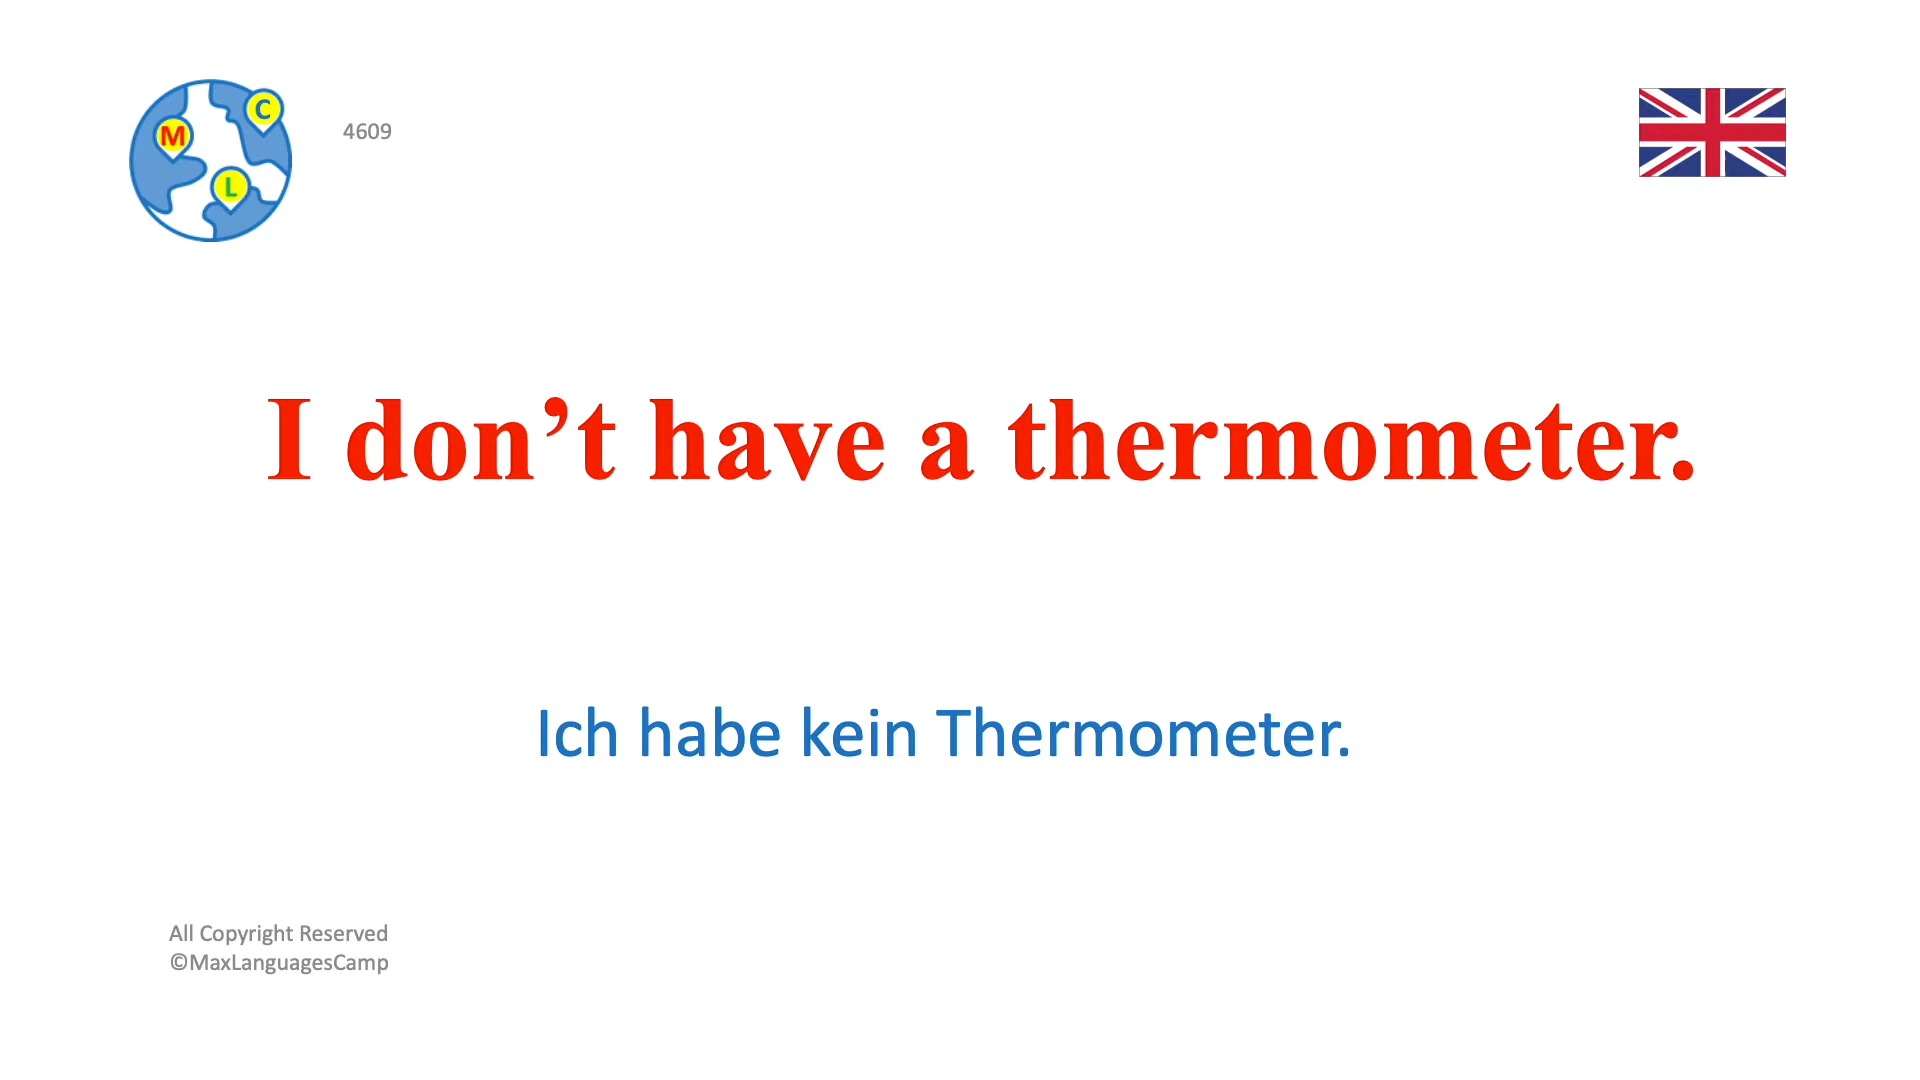 M
C
L
4609
I don’t have a thermometer.
Ich habe kein Thermometer.
All Copyright Reserved
©MaxLanguagesCamp